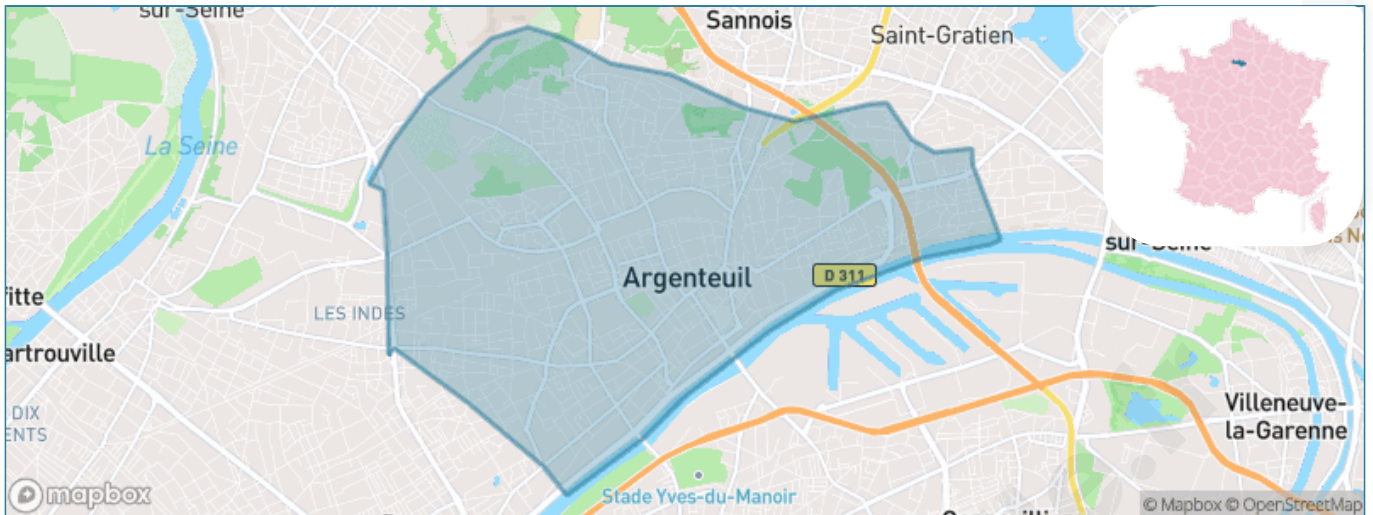 sur-Seine
Sannois
Saint-Gratien
La Seine
sur-Seine
Argenteuil
D 311
fitte
LES INDES
artrouville
DIX
ENTS
Villeneuve-
la-Garenne
Stade Yves-du-Manoir
mapbox
© Mapbox © OpenStreetMap